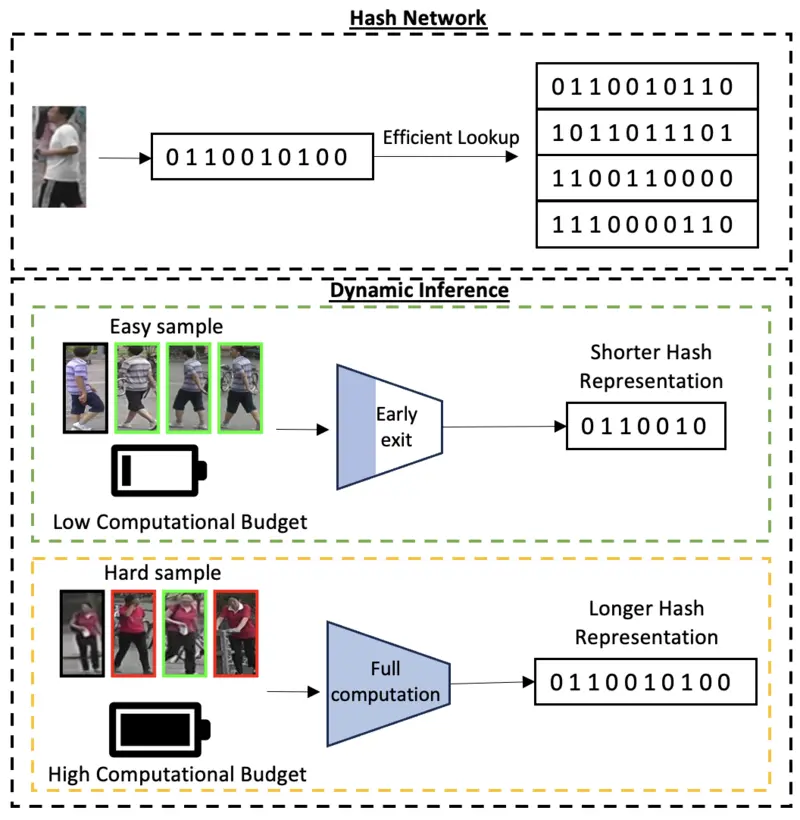 Hash Network
0110010100
Efficient Lookup
0110010110
1011011101
1100110000
1110000110
Dynamic Inference
Easy sample
Low Computational Budget
Early
exit
Shorter Hash
Representation
0110010
Hard sample
High Computational Budget
Full
computation
Longer Hash
Representation
0110010100